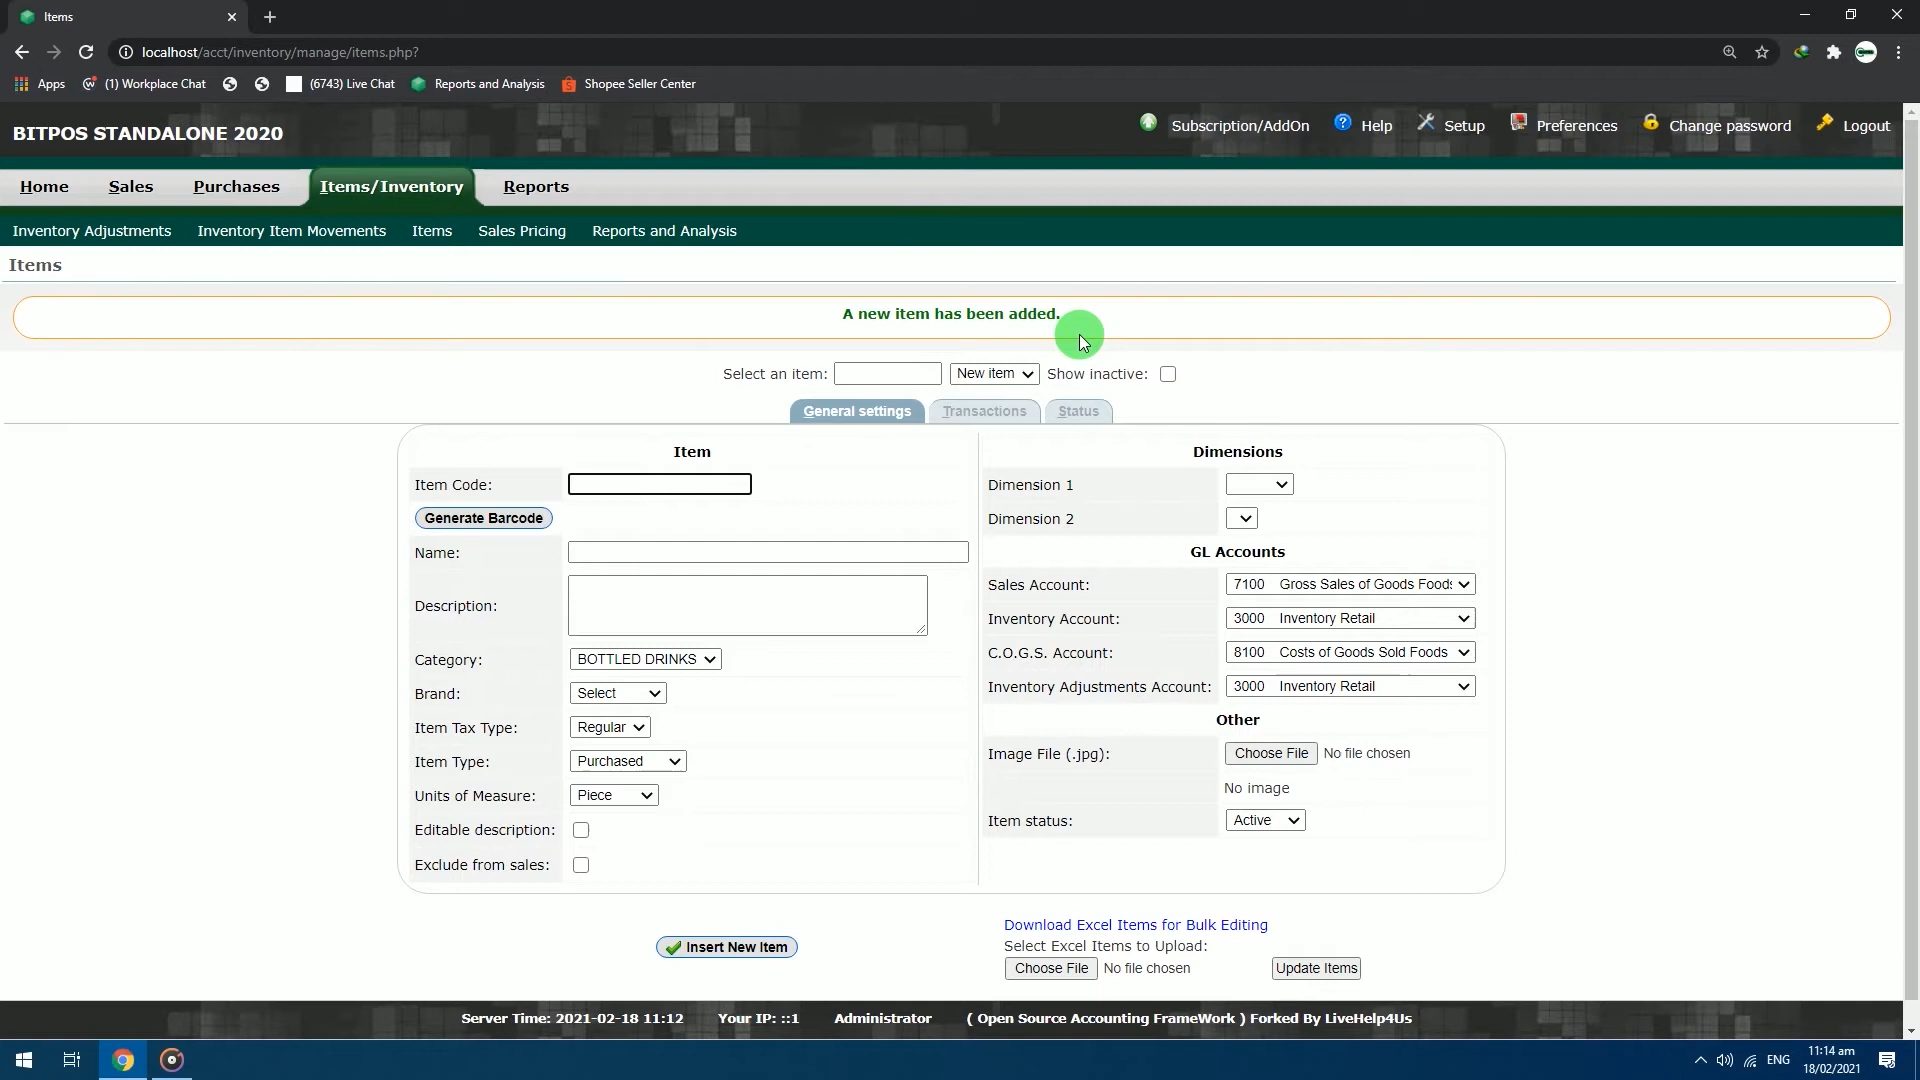 Items
localhost/acct/inventory/manage/items.php?
Apps (1) Workplace Chat (6743) Live Chat Reports and Analysis Shopee Seller Center
BITPOS STANDALONE 2020 Subscription/AddOn Help Setup Preferences Change password Logout
Home Sales Purchases Items/Inventory Reports
Inventory Adjustments Inventory Item Movements Items Sales Pricing Reports and Analysis
Items
A new item has been added.
Select an item: New item Show inactive:
General settings Transactions Status
Item
Item Code:
Generate Barcode
Name:
Description:
Category: BOTTLED DRINKS
Brand: Select
Item Tax Type: Regular
Item Type: Purchased
Units of Measure: Piece
Editable description:
Exclude from sales:
Dimensions
Dimension 1
Dimension 2
GL Accounts
Sales Account: 7100 Gross Sales of Goods Foods
Inventory Account: 3000 Inventory Retail
C.O.G.S. Account: 8100 Costs of Goods Sold Foods
Inventory Adjustments Account: 3000 Inventory Retail
Other
Image File (.jpg): Choose File No file chosen
No image
Item status: Active
Insert New Item
Download Excel Items for Bulk Editing
Select Excel Items to Upload:
Choose File No file chosen Update Items
Server Time: 2021-02-18 11:12 Your IP: ::1 Administrator ( Open Source Accounting FrameWork ) Forked By LiveHelp4Us
ENG 11:14 am
18/02/2021